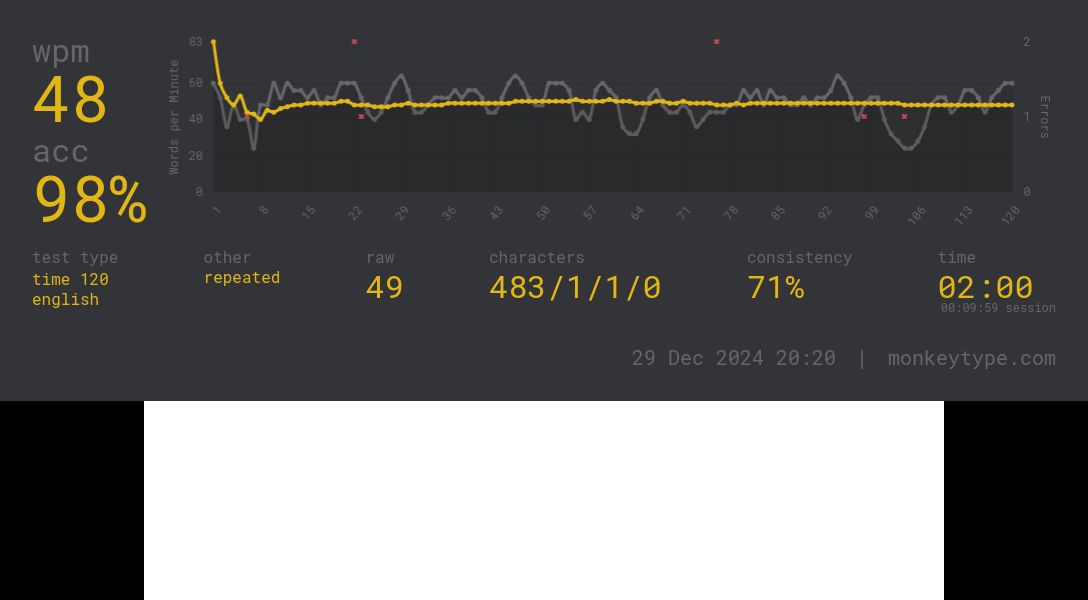 wpm
48
acc
98%
Words per Minute
83
60
40
20
0
2
1
0
Errors
1 8 15 22 29 36 43 50 57 64 71 78 85 92 99 106 113 120
test type
time 120
english
other
repeated
raw
49
characters
483/1/1/0
consistency
71%
time
02:00
00:09:59 session
29 Dec 2024 20:20 | monkeytype.com